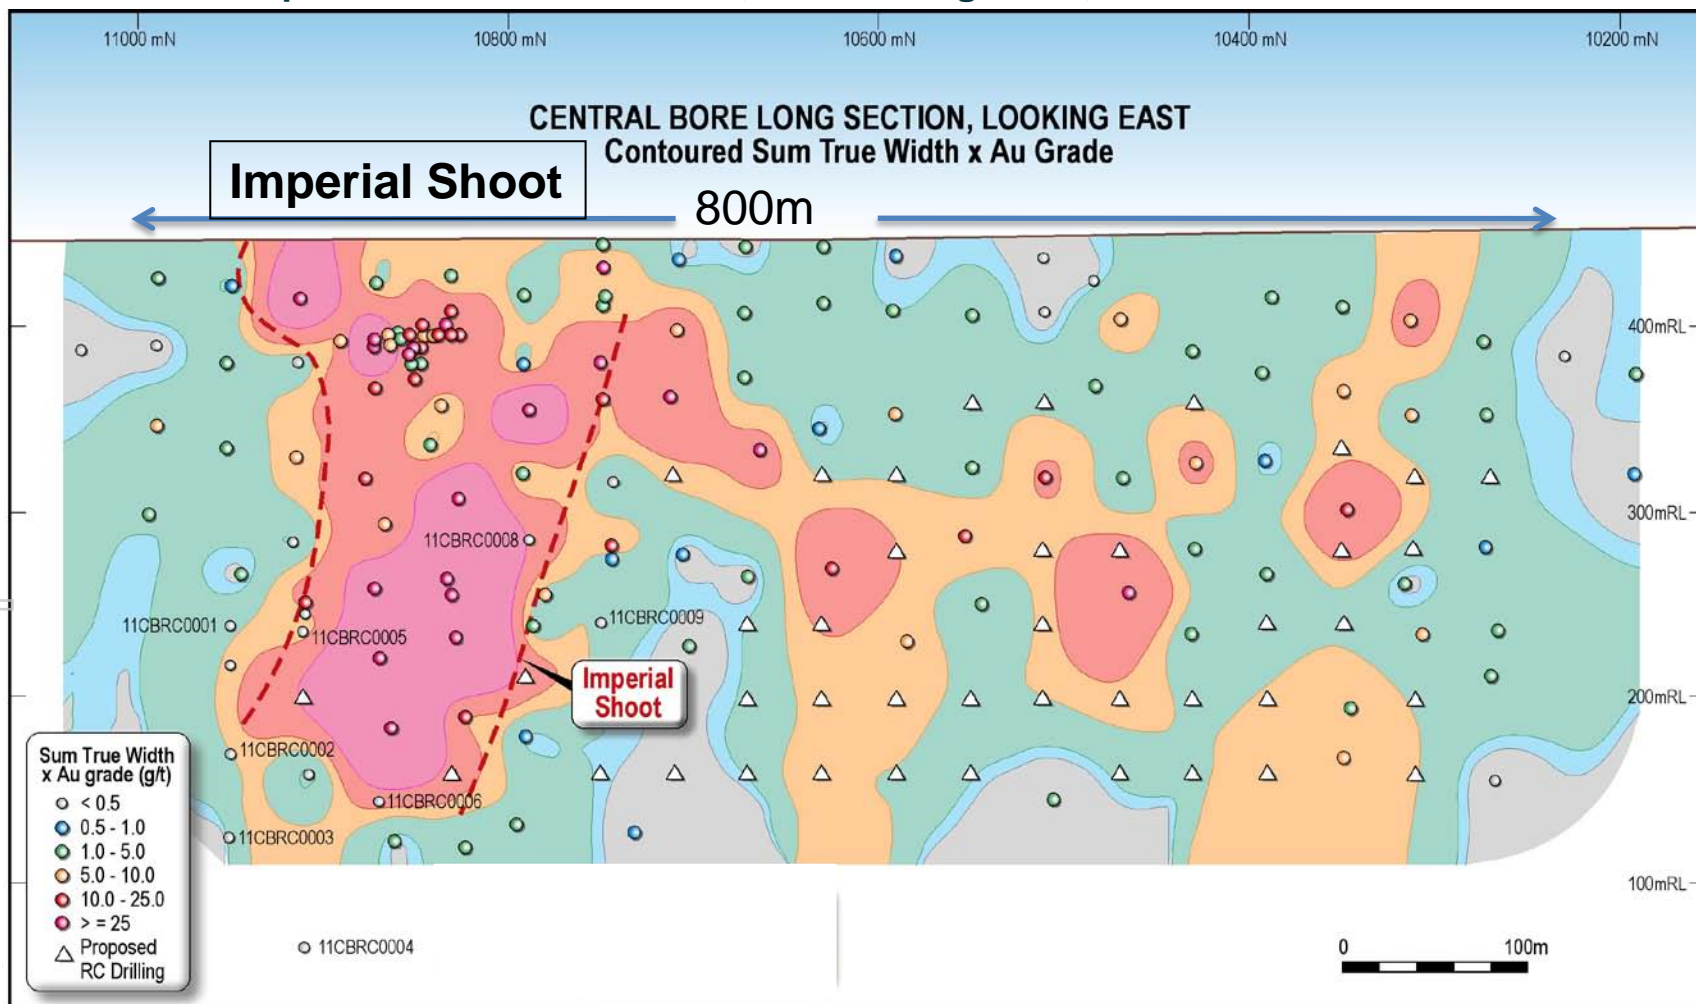 11000 mN
10800 mN
10600 mN
10400 mN
10200 mN
CENTRAL BORE LONG SECTION, LOOKING EAST
Contoured Sum True Width x Au Grade
Imperial Shoot
800m
400mRL
300mRL
11CBRC0008
11CBRC0001
11CBRC0005
11CBRC0009
Imperial
Shoot
200mRL
11CBRC0002
11CBRC0006
11CBRC0003
100mRL
11CBRC0004
Sum True Width
x Au grade (g/t)
< 0.5
0.5 - 1.0
1.0 - 5.0
5.0 - 10.0
10.0 - 25.0
> = 25
Proposed
RC Drilling
0 100m